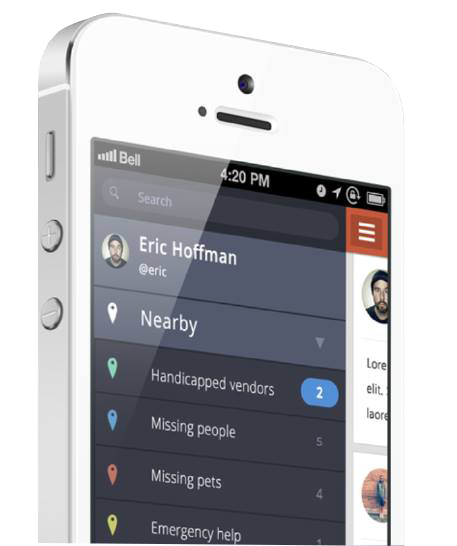 Bell
4:20 PM
Search
Eric Hoffman
@eric
Nearby
Handicapped vendors 2
Missing people 5
Missing pets 4
Emergency help 1
Lore
elit.
laore